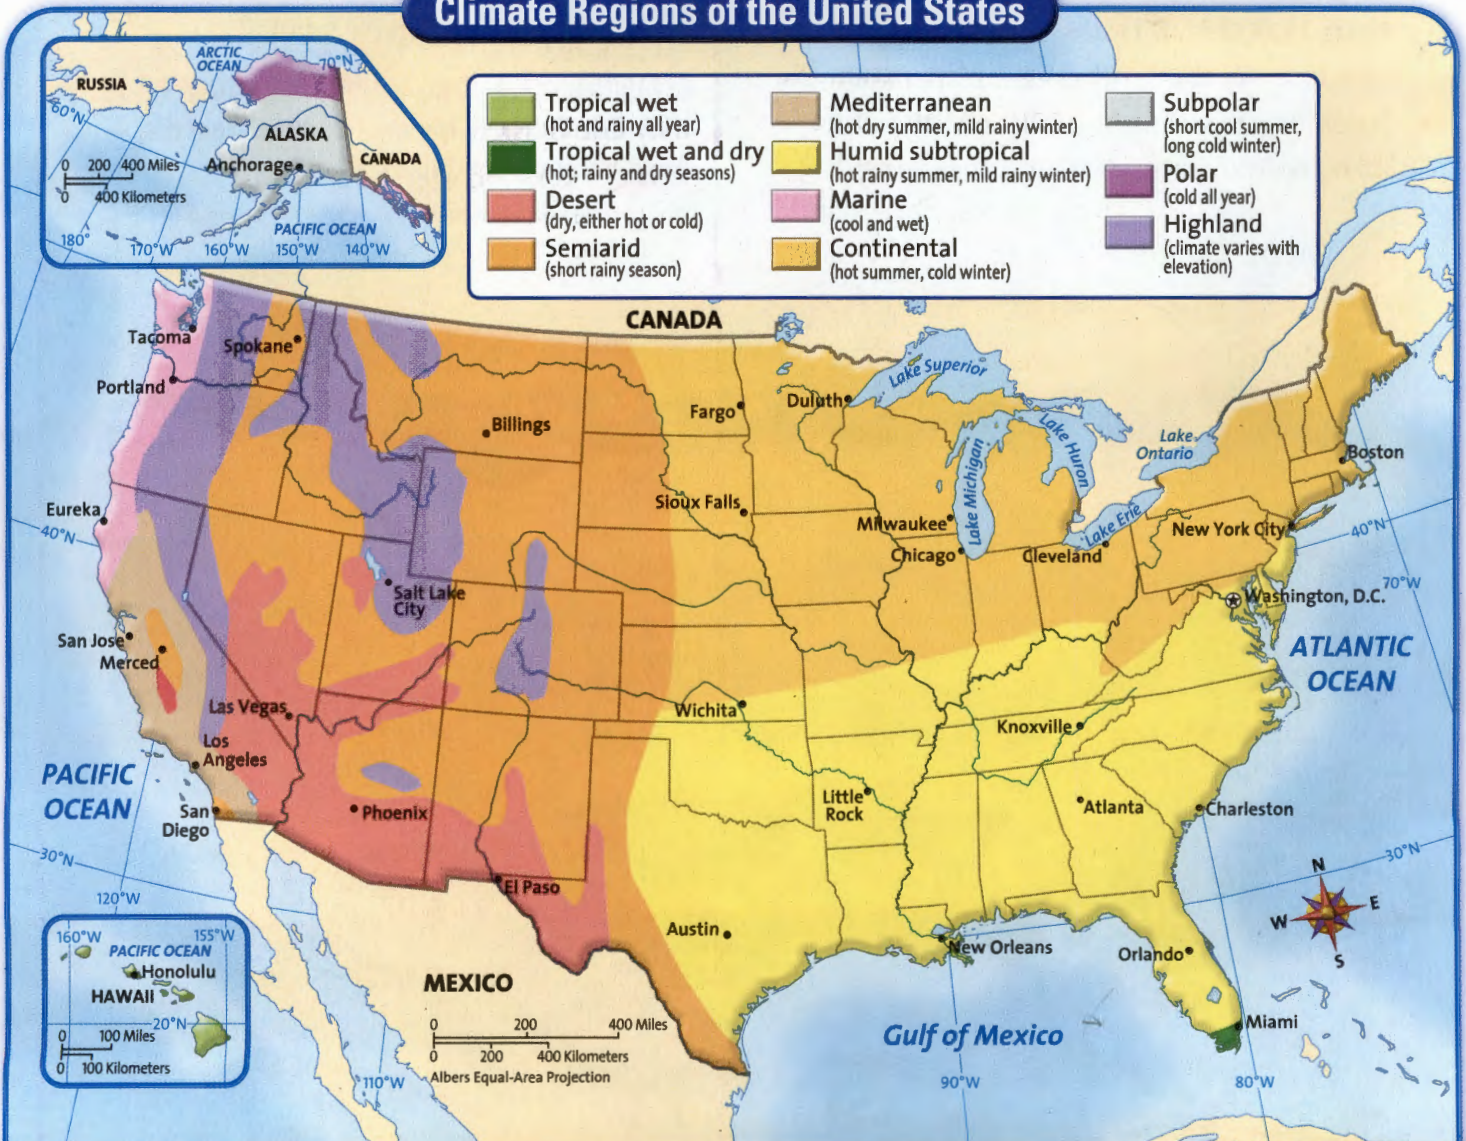 Climate Regions of the United States
ARCTIC
OCEAN
70°N
RUSSIA
60°N
ALASKA
Anchorage
CANADA
0 200 400 Miles
0 400 Kilometers
PACIFIC OCEAN
180°
170°W
160°W
150°W
140°W
Tropical wet
(hot and rainy all year)
Tropical wet and dry
(hot; rainy and dry seasons)
Desert
(dry, either hot or cold)
Semiarid
(short rainy season)
Mediterranean
(hot dry summer, mild rainy winter)
Humid subtropical
(hot rainy summer, mild rainy winter)
Marine
(cool and wet)
Continental
(hot summer, cold winter)
Subpolar
(short cool summer,
long cold winter)
Polar
(cold all year)
Highland
(climate varies with
elevation)
CANADA
Tacoma
Spokane
Portland
Billings
Fargo
Duluth
Lake Superior
Lake Michigan
Lake Huron
Lake
Ontario
Lake Erie
Boston
Eureka
40°N
Sioux Falls
Milwaukee
Chicago
Cleveland
New York City
40°N
70°W
Salt Lake
City
Washington, D.C.
San Jose
Merced
ATLANTIC
OCEAN
Las Vegas
Wichita
Knoxville
Los
Angeles
PACIFIC
OCEAN
San
Diego
Phoenix
Little
Rock
Atlanta
Charleston
30°N
30°N
120°W
El Paso
N
W
E
S
Austin
New Orleans
Orlando
Miami
160°W
155°W
PACIFIC OCEAN
Honolulu
HAWAII
20°N
0 100 Miles
0 100 Kilometers
MEXICO
0 200 400 Miles
0 200 400 Kilometers
Albers Equal-Area Projection
Gulf of Mexico
110°W
90°W
80°W